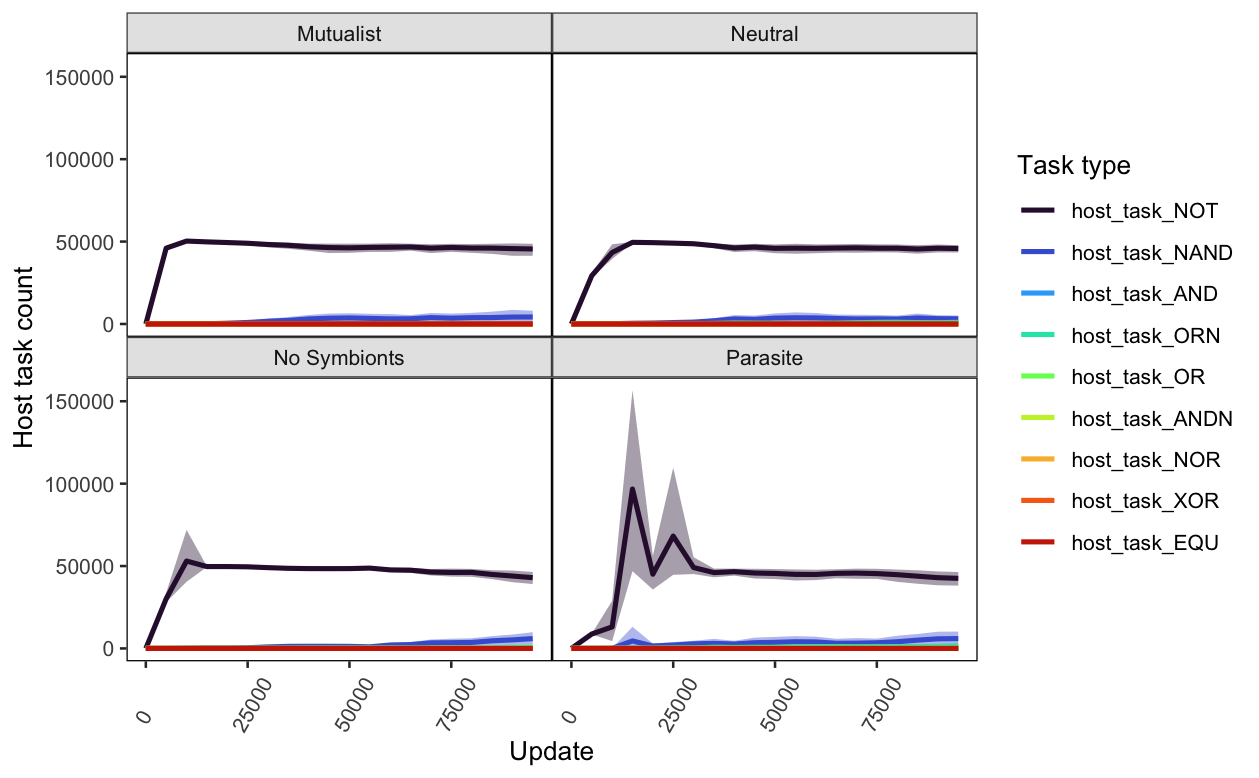 Mutualist
Neutral
150000
100000
50000
0
No Symbionts
Parasite
150000
100000
50000
0
0
25000
50000
75000
0
25000
50000
75000
Update
Host task count
Task type
host_task_NOT
host_task_NAND
host_task_AND
host_task_ORN
host_task_OR
host_task_ANDN
host_task_NOR
host_task_XOR
host_task_EQU